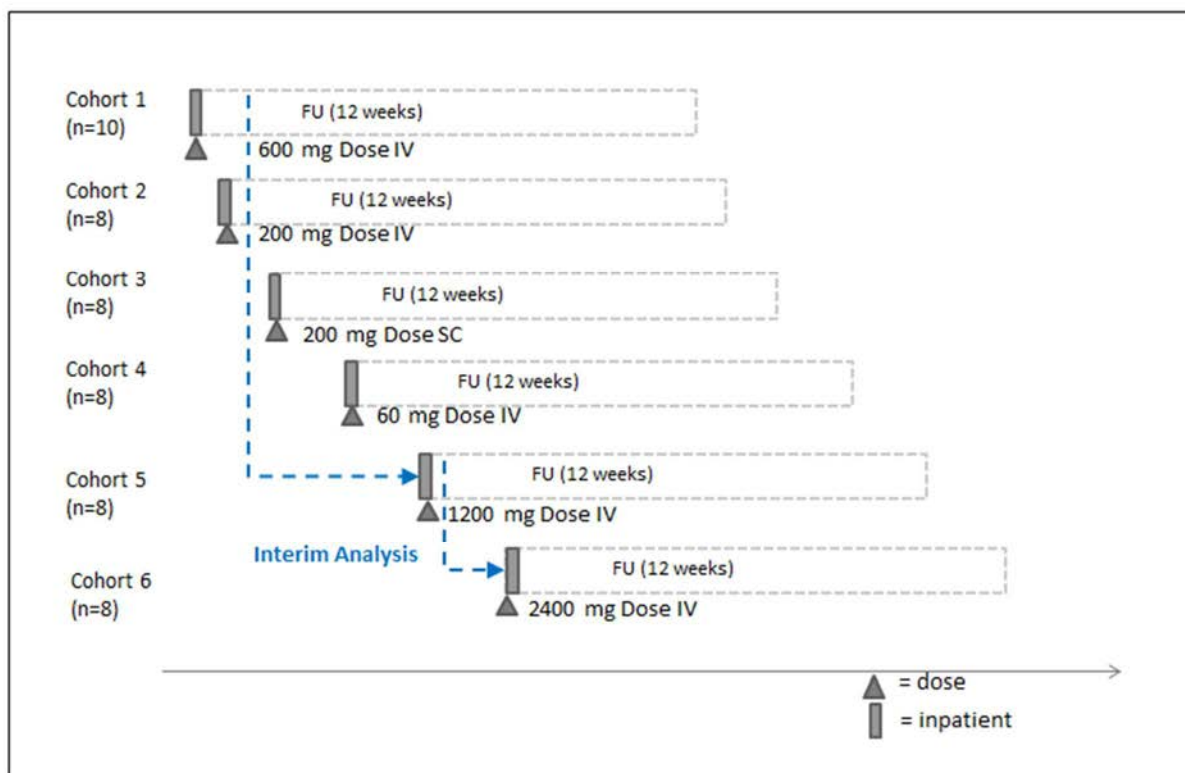 Cohort 1
(n=10)
FU (12 weeks)
600 mg Dose IV
Cohort 2
(n=8)
FU (12 weeks)
200 mg Dose IV
Cohort 3
(n=8)
FU (12 weeks)
200 mg Dose SC
Cohort 4
(n=8)
FU (12 weeks)
60 mg Dose IV
Cohort 5
(n=8)
FU (12 weeks)
1200 mg Dose IV
Interim Analysis
Cohort 6
(n=8)
FU (12 weeks)
2400 mg Dose IV
= dose
= inpatient